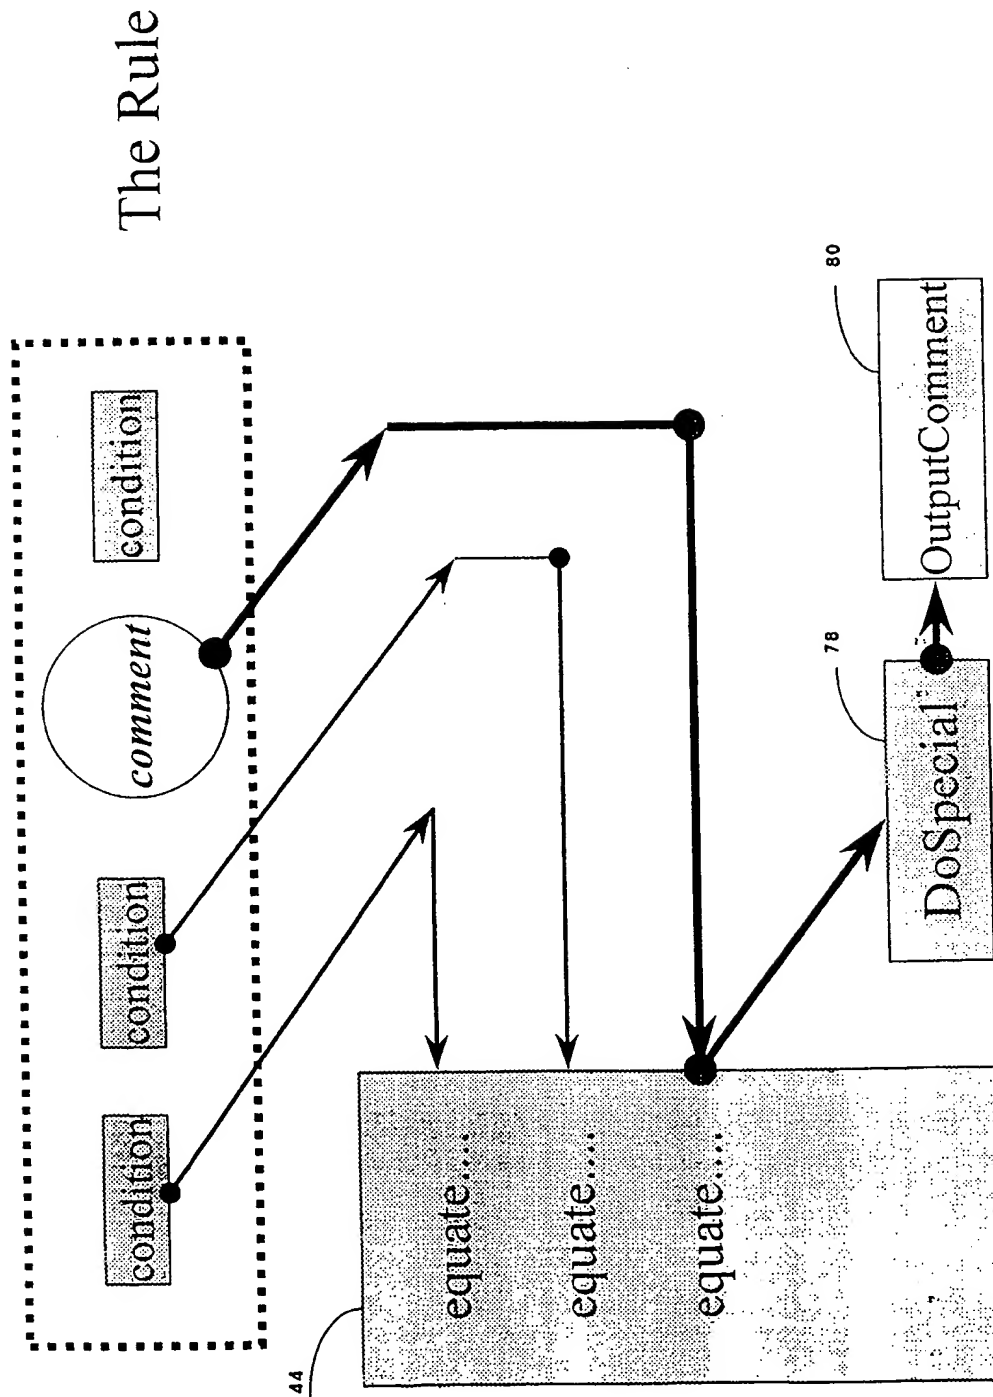 The Rule
condition
condition
comment
condition
44
equate....
equate....
equate....
78
DoSpecial
80
OutputComment